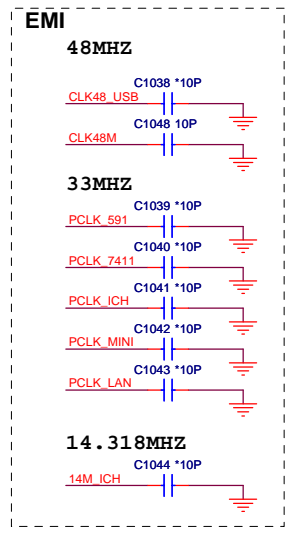 EMI
48MHZ
C1038 *10P
CLK48_USB
C1048 10P
CLK48M
33MHZ
C1039 *10P
PCLK_591
C1040 *10P
PCLK_7411
C1041 *10P
PCLK_ICH
C1042 *10P
PCLK_MINI
C1043 *10P
PCLK_LAN
14.318MHZ
C1044 *10P
14M_ICH